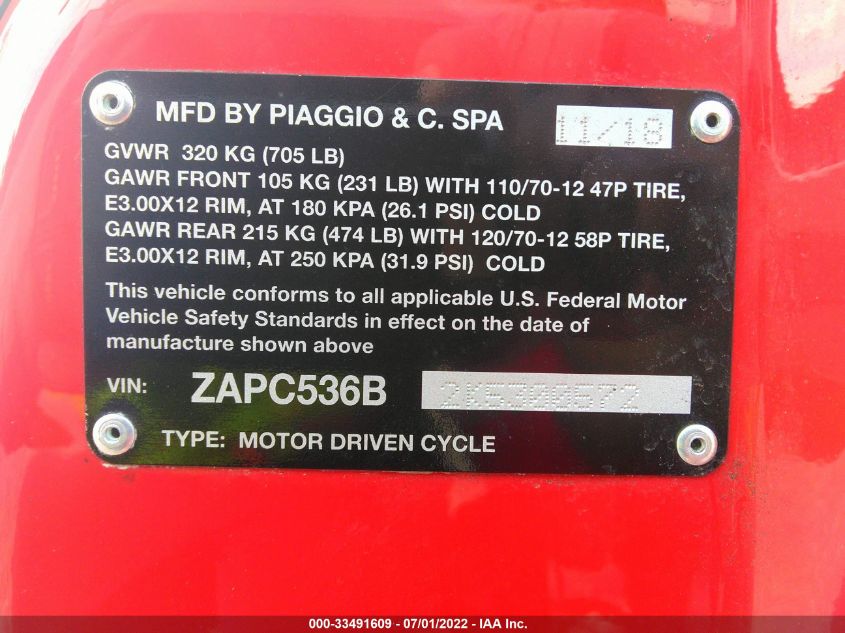 MFD BY PIAGGIO & C. SPA 11/18
GVWR 320 KG (705 LB)
GAWR FRONT 105 KG (231 LB) WITH 110/70-12 47P TIRE,
E3.00X12 RIM, AT 180 KPA (26.1 PSI) COLD
GAWR REAR 215 KG (474 LB) WITH 120/70-12 58P TIRE,
E3.00X12 RIM, AT 250 KPA (31.9 PSI) COLD
This vehicle conforms to all applicable U.S. Federal Motor
Vehicle Safety Standards in effect on the date of
manufacture shown above
VIN: ZAPC536B 2K5300572
TYPE: MOTOR DRIVEN CYCLE
000-33491609 - 07/01/2022 - IAA Inc.